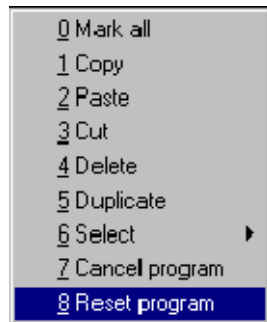 0 Mark all
1 Copy
2 Paste
3 Cut
4 Delete
5 Duplicate
6 Select
7 Cancel program
8 Reset program